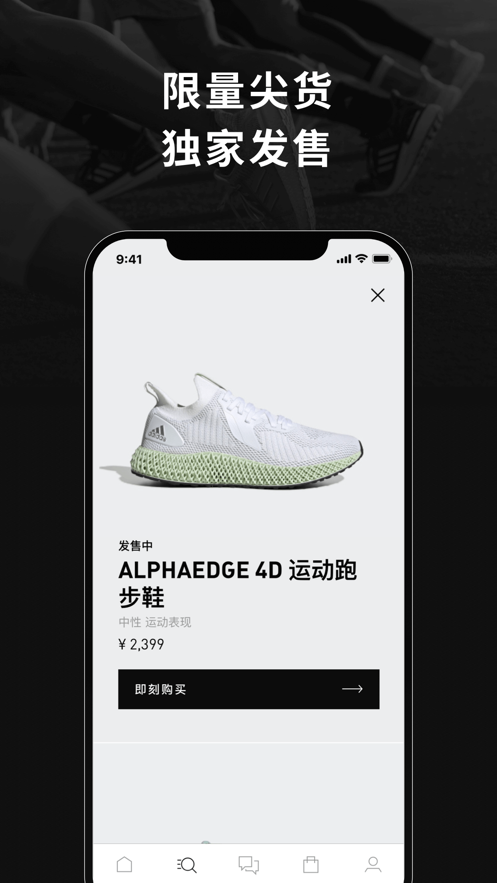 限量尖货
独家发售
9:41
adidas
发售中
ALPHAEDGE 4D 运动跑
步鞋
中性 运动表现
¥ 2,399
即刻购买